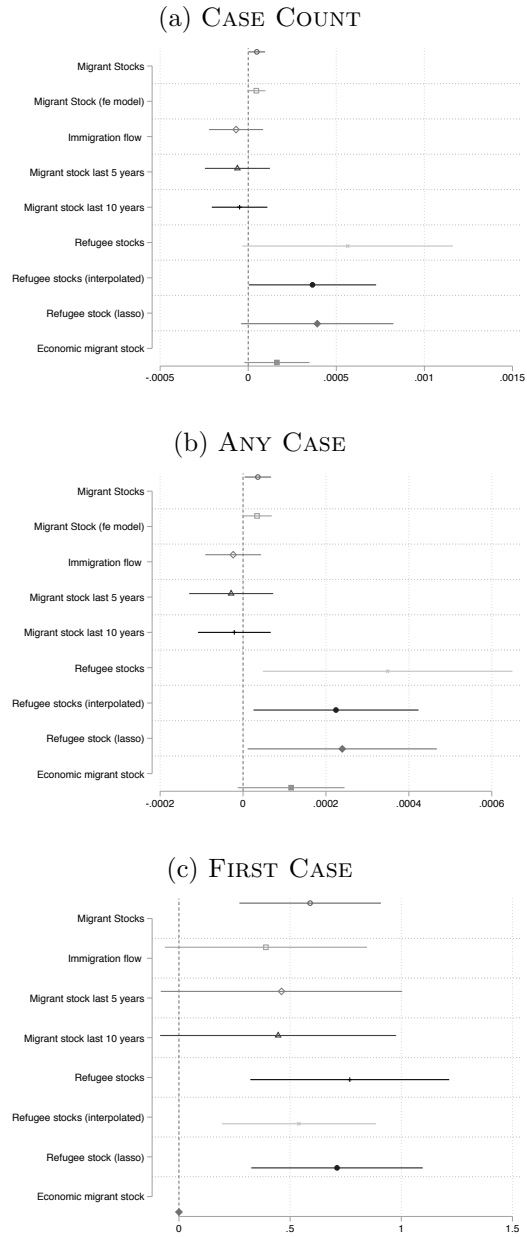 (a) CASE COUNT
Migrant Stocks
Migrant Stock (fe model)
Immigration flow
Migrant stock last 5 years
Migrant stock last 10 years
Refugee stocks
Refugee stocks (interpolated)
Refugee stock (lasso)
Economic migrant stock
-.0005 0 .0005 .001 .0015
(b) ANY CASE
Migrant Stocks
Migrant Stock (fe model)
Immigration flow
Migrant stock last 5 years
Migrant stock last 10 years
Refugee stocks
Refugee stocks (interpolated)
Refugee stock (lasso)
Economic migrant stock
-.0002 0 .0002 .0004 .0006
(c) FIRST CASE
Migrant Stocks
Immigration flow
Migrant stock last 5 years
Migrant stock last 10 years
Refugee stocks
Refugee stocks (interpolated)
Refugee stock (lasso)
Economic migrant stock
0 .5 1 1.5